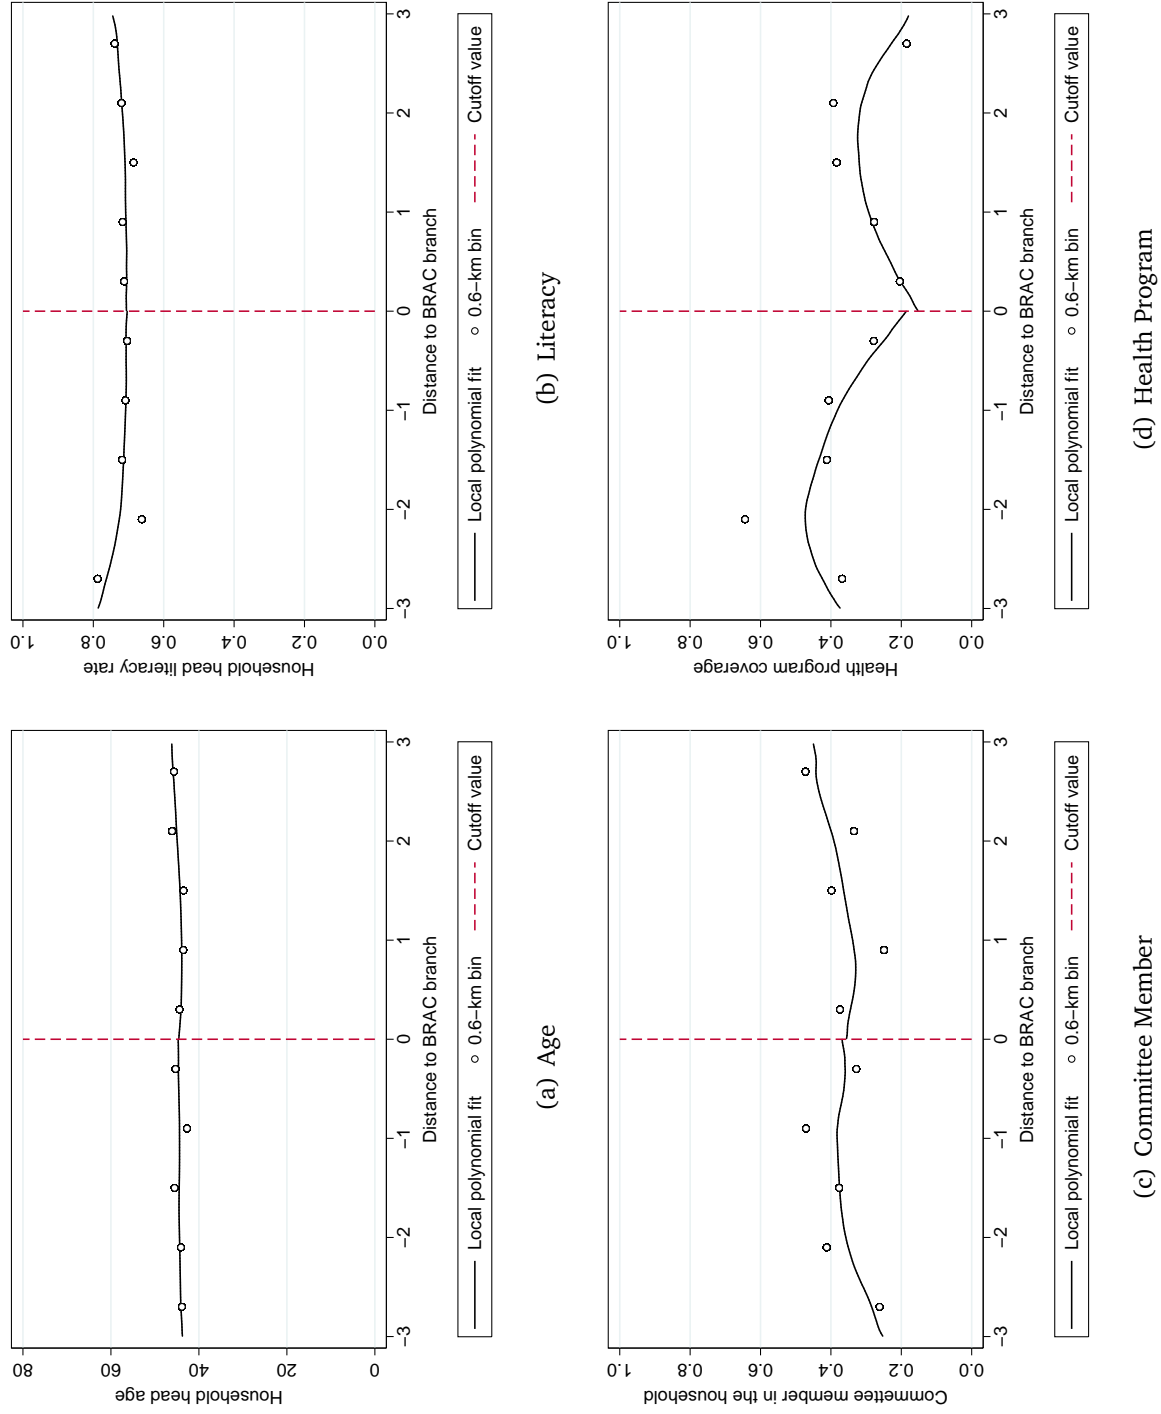 80
60
40
20
0
Household head age
−3 −2 −1 0 1 2 3
Distance to BRAC branch
Local polynomial fit 0.6−km bin Cutoff value
(a) Age
1.0
0.8
0.6
0.4
0.2
0.0
Household head literacy rate
−3 −2 −1 0 1 2 3
Distance to BRAC branch
Local polynomial fit 0.6−km bin Cutoff value
(b) Literacy
1.0
0.8
0.6
0.4
0.2
0.0
Commettee member in the household
−3 −2 −1 0 1 2 3
Distance to BRAC branch
Local polynomial fit 0.6−km bin Cutoff value
(c) Committee Member
1.0
0.8
0.6
0.4
0.2
0.0
Health program coverage
−3 −2 −1 0 1 2 3
Distance to BRAC branch
Local polynomial fit 0.6−km bin Cutoff value
(d) Health Program